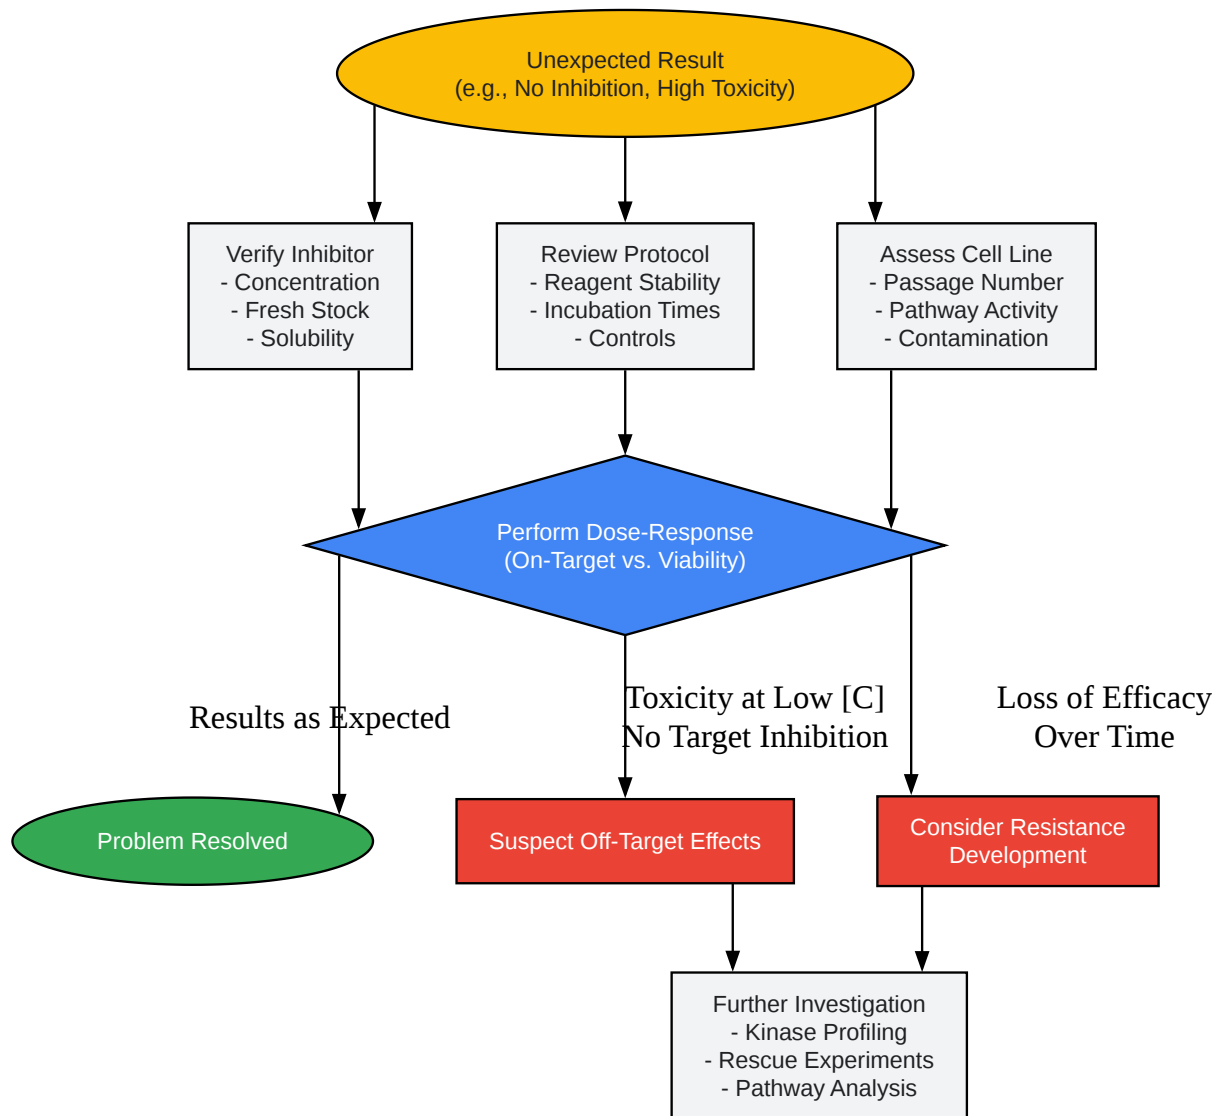 Unexpected Result
(e.g., No Inhibition, High Toxicity)
Verify Inhibitor
- Concentration
- Fresh Stock
- Solubility
Review Protocol
- Reagent Stability
- Incubation Times
- Controls
Assess Cell Line
- Passage Number
- Pathway Activity
- Contamination
Perform Dose-Response
(On-Target vs. Viability)
Results as Expected
Toxicity at Low [C]
No Target Inhibition
Loss of Efficacy
Over Time
Problem Resolved
Suspect Off-Target Effects
Consider Resistance
Development
Further Investigation
- Kinase Profiling
- Rescue Experiments
- Pathway Analysis